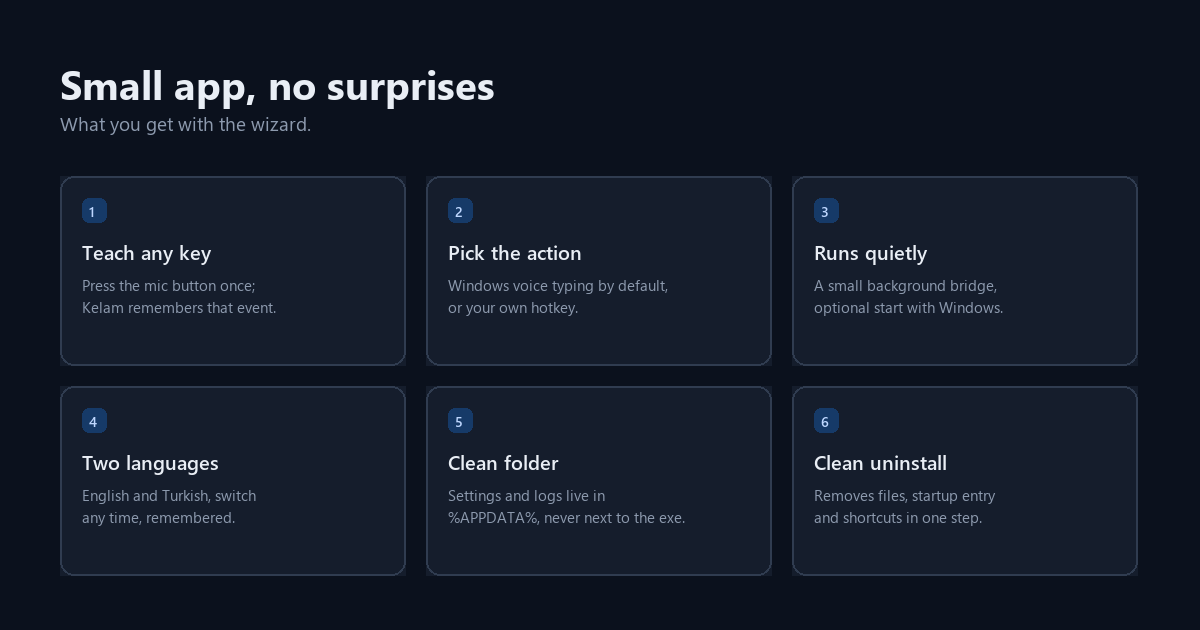 Small app, no surprises
What you get with the wizard.
1
Teach any key
Press the mic button once;
Kelam remembers that event.
2
Pick the action
Windows voice typing by default,
or your own hotkey.
3
Runs quietly
A small background bridge,
optional start with Windows.
4
Two languages
English and Turkish, switch
any time, remembered.
5
Clean folder
Settings and logs live in
%APPDATA%, never next to the exe.
6
Clean uninstall
Removes files, startup entry
and shortcuts in one step.